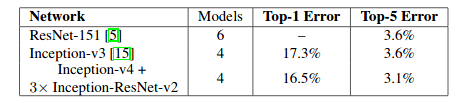 Network Models Top-1 Error Top-5 Error
ResNet-151 [5] 6 – 3.6%
Inception-v3 [15] 4 17.3% 3.6%
Inception-v4 +
3× Inception-ResNet-v2 4 16.5% 3.1%